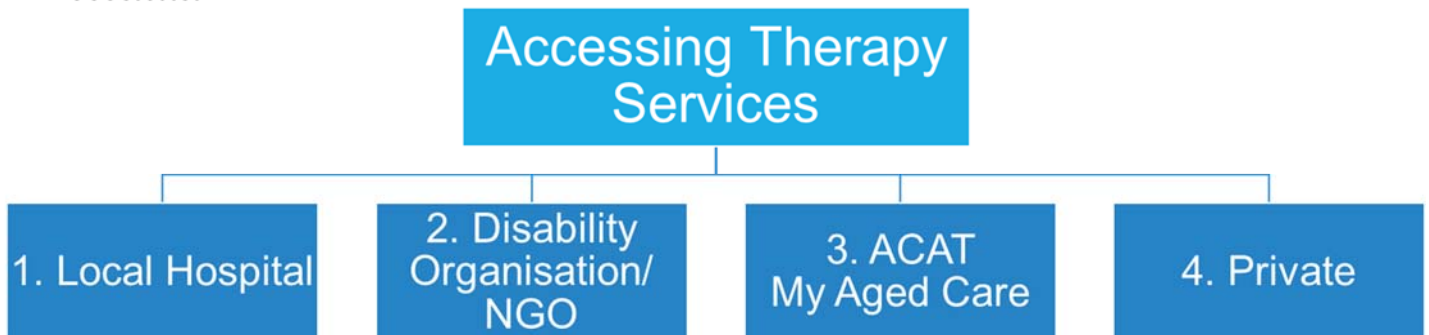 Accessing Therapy
Services
1. Local Hospital
2. Disability
Organisation/
NGO
3. ACAT
My Aged Care
4. Private